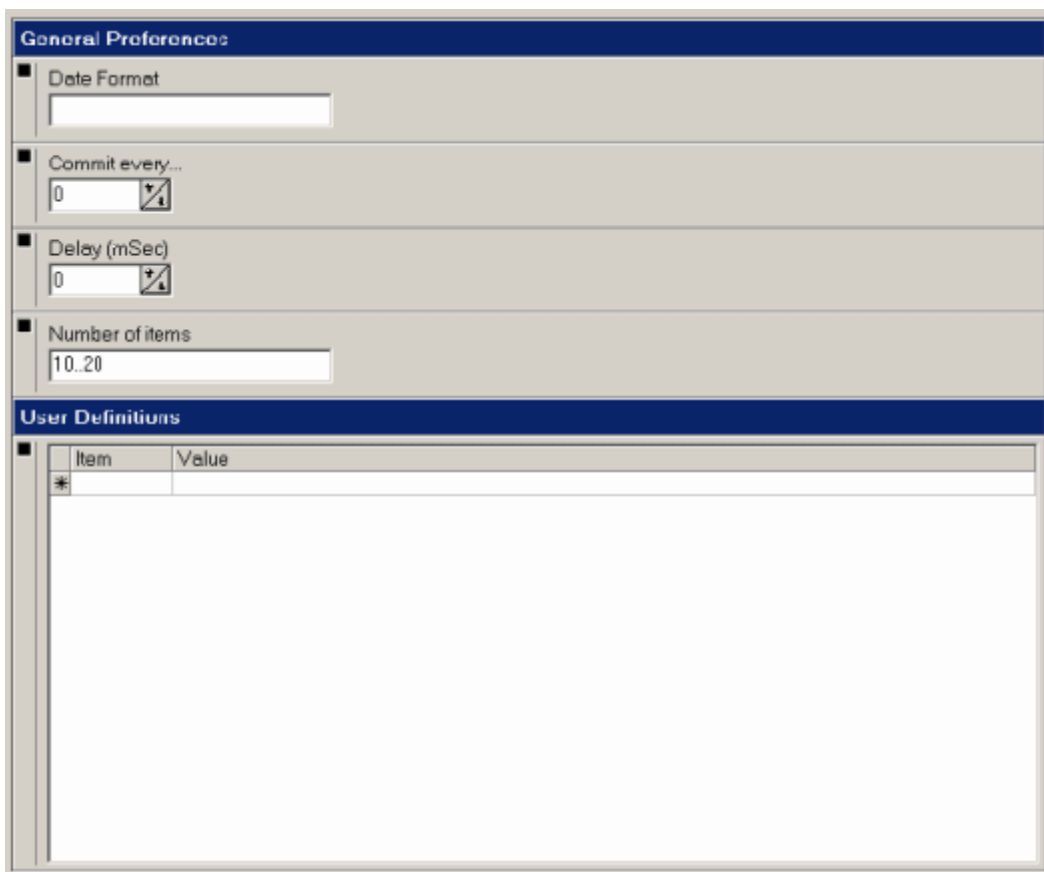 General Preferences
Date Format
Commit every...
0
Delay (mSec)
0
Number of items
10..20
User Definitions
Item Value
*